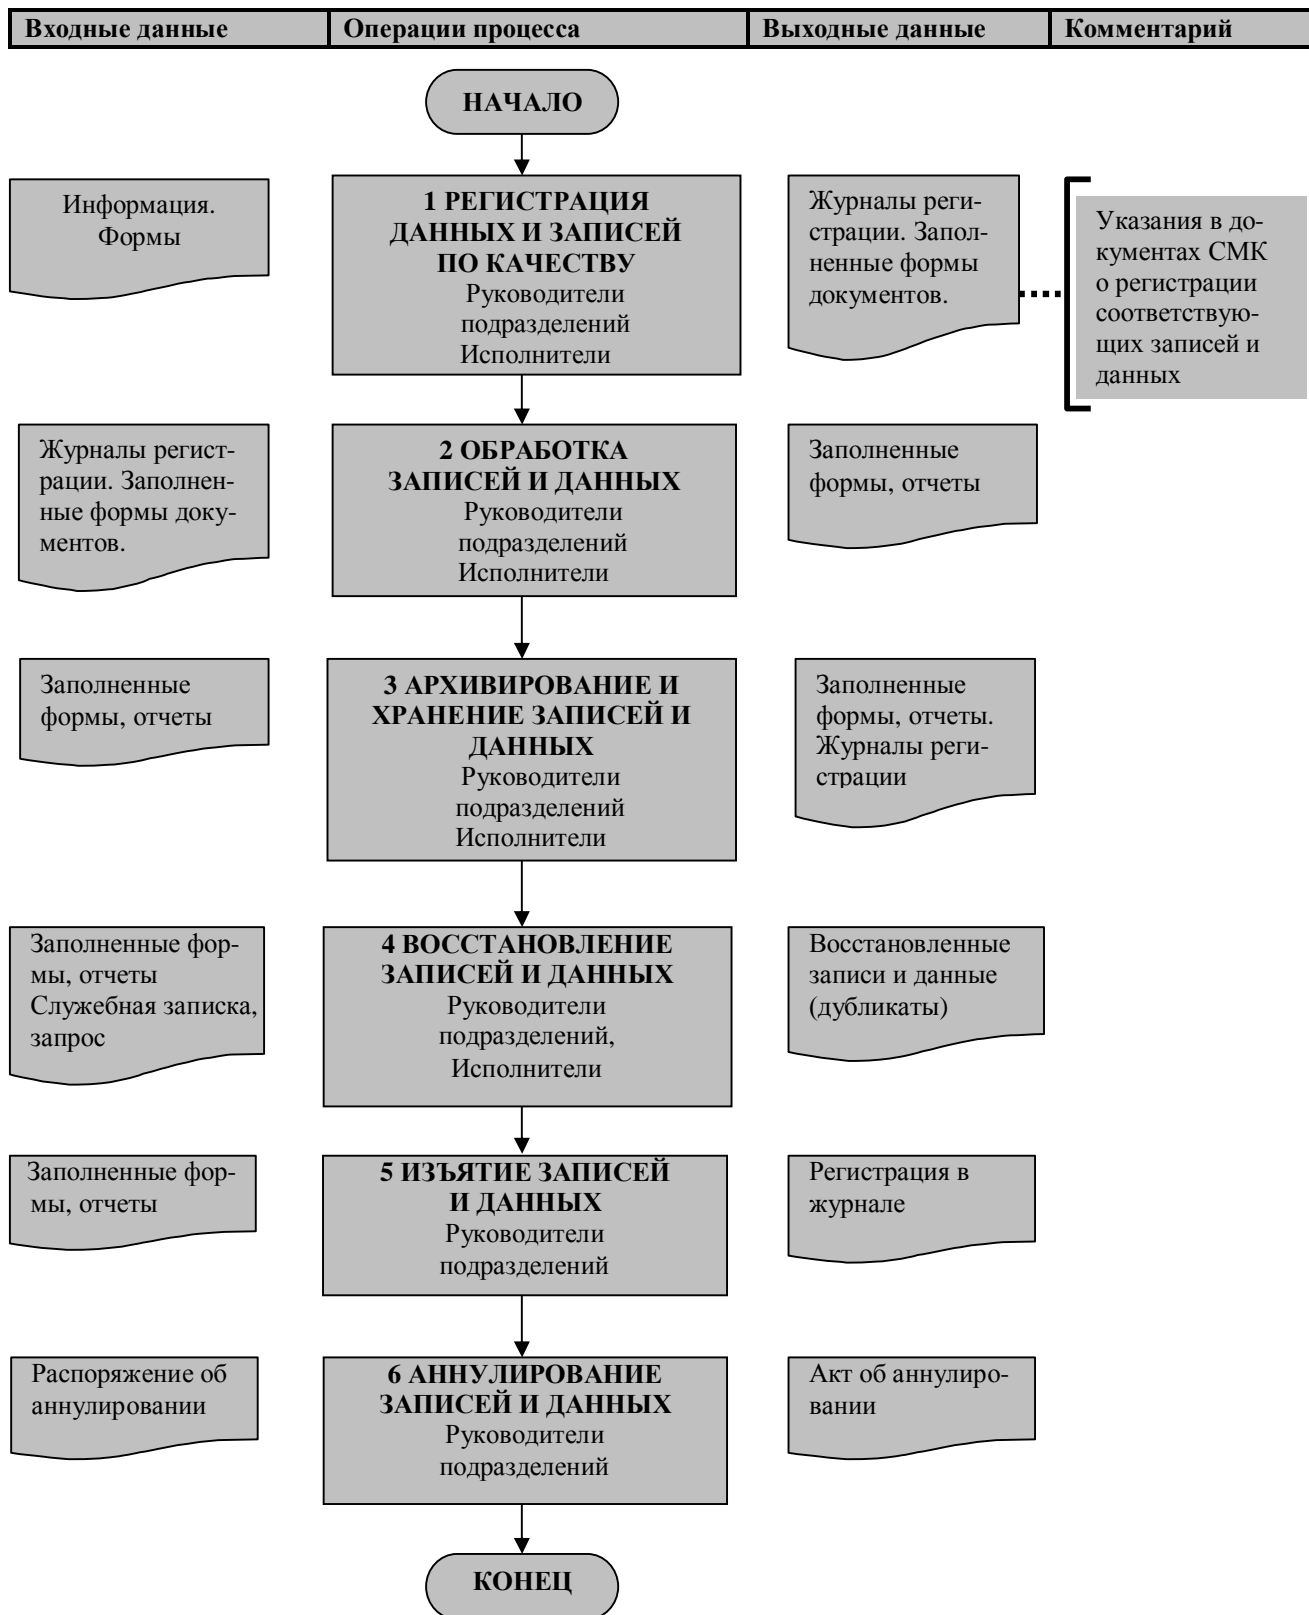 Входные данные
Операции процесса
Выходные данные
Комментарий
НАЧАЛО
Информация.
Формы
1 РЕГИСТРАЦИЯ
ДАННЫХ И ЗАПИСЕЙ
ПО КАЧЕСТВУ
Руководители
подразделений
Исполнители
Журналы реги-
страции. Запол-
ненные формы
документов.
Указания в до-
кументах СМК
о регистрации
соответствую-
щих записей и
данных
Журналы регист-
рации. Заполнен-
ные формы доку-
ментов.
2 ОБРАБОТКА
ЗАПИСЕЙ И ДАННЫХ
Руководители
подразделений
Исполнители
Заполненные
формы, отчеты
Заполненные
формы, отчеты
3 АРХИВИРОВАНИЕ И
ХРАНЕНИЕ ЗАПИСЕЙ И
ДАННЫХ
Руководители
подразделений
Исполнители
Заполненные
формы, отчеты.
Журналы реги-
страции
Заполненные фор-
мы, отчеты
Служебная записка,
запрос
4 ВОССТАНОВЛЕНИЕ
ЗАПИСЕЙ И ДАННЫХ
Руководители
подразделений,
Исполнители
Восстановленные
записи и данные
(дубликаты)
Заполненные фор-
мы, отчеты
5 ИЗЪЯТИЕ ЗАПИСЕЙ
И ДАННЫХ
Руководители
подразделений
Регистрация в
журнале
Распоряжение об
аннулировании
6 АННУЛИРОВАНИЕ
ЗАПИСЕЙ И ДАННЫХ
Руководители
подразделений
Акт об аннулиро-
вании
КОНЕЦ